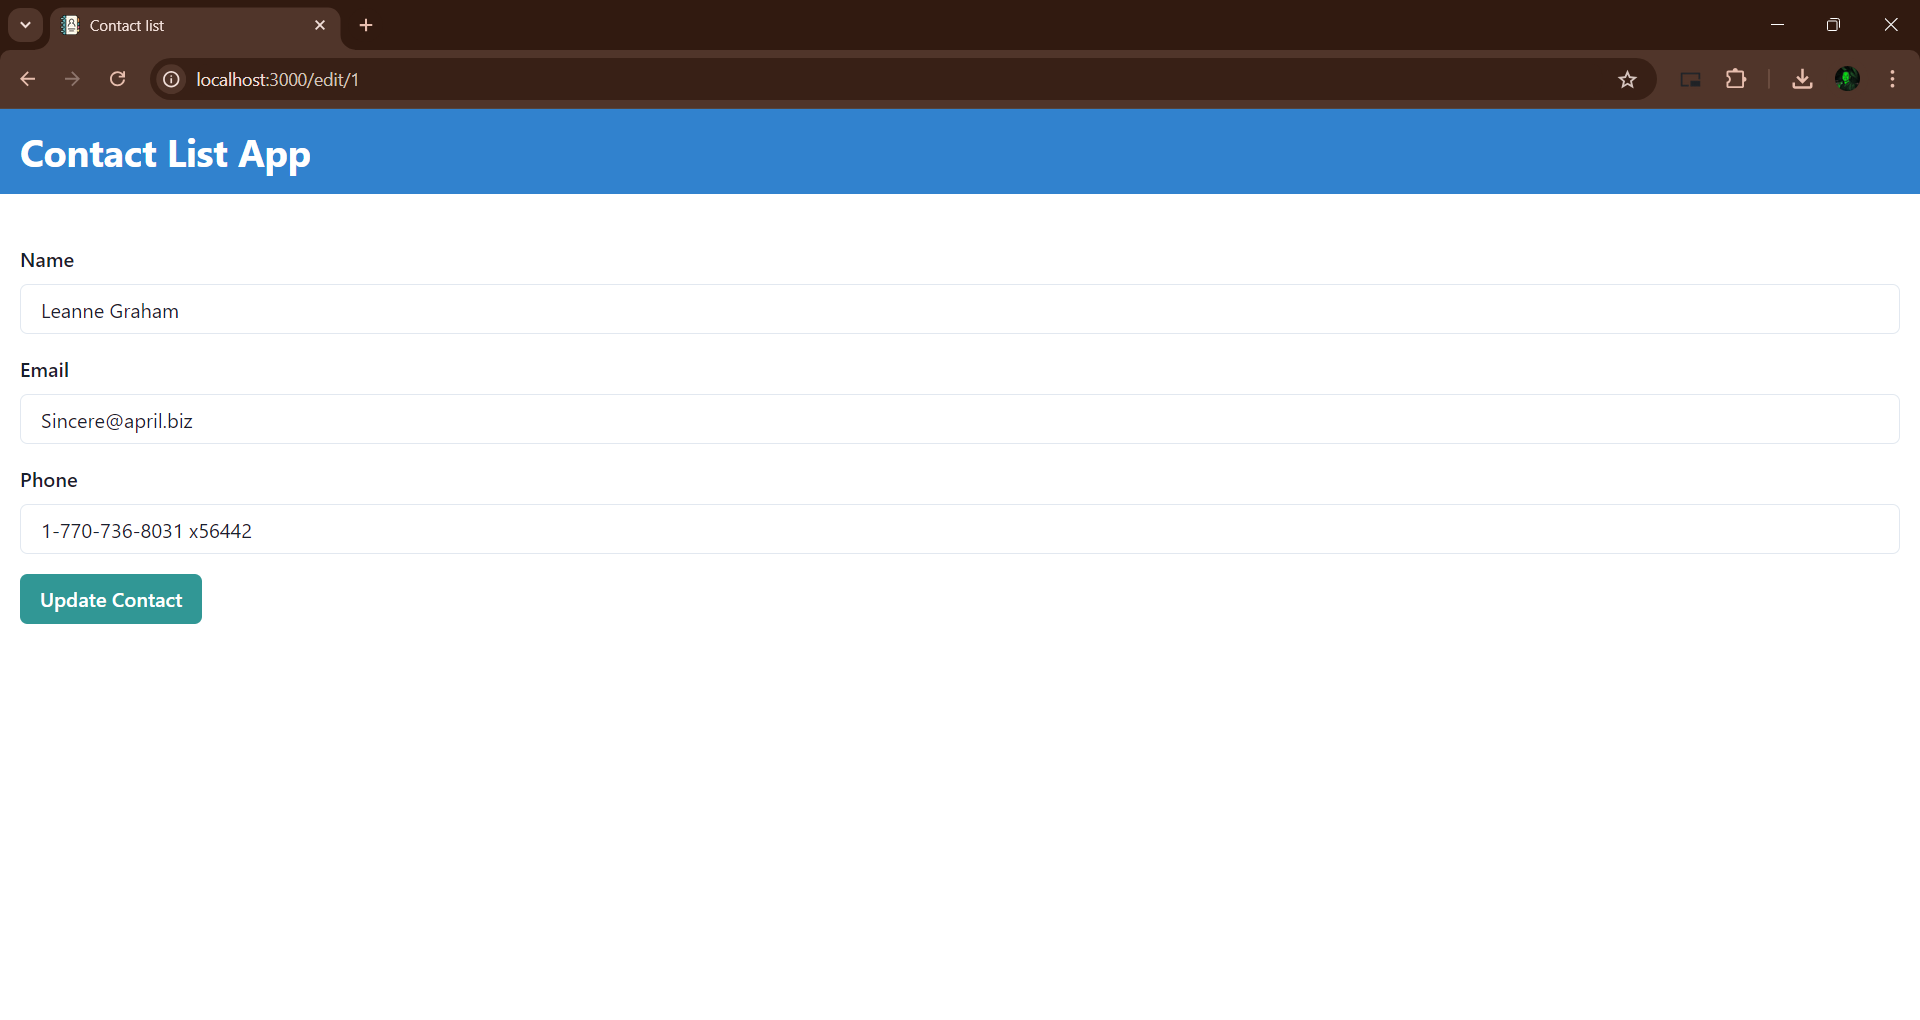 Contact list
localhost:3000/edit/1
Contact List App
Name
Leanne Graham
Email
Sincere@april.biz
Phone
1-770-736-8031 x56442
Update Contact